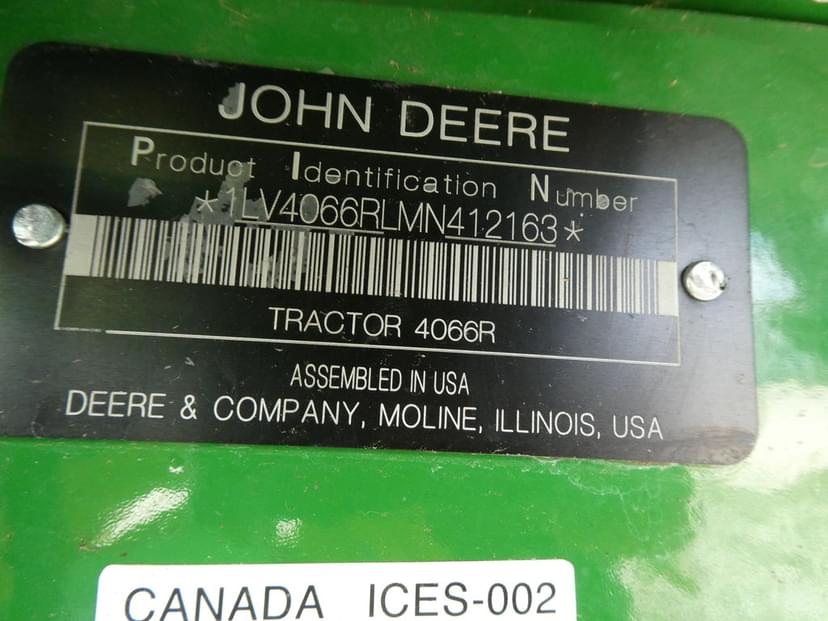 JOHN DEERE
Product Identification Number
*1LV4066RLMN412163*
TRACTOR 4066R
ASSEMBLED IN USA
DEERE & COMPANY, MOLINE, ILLINOIS, USA
CANADA ICES-002